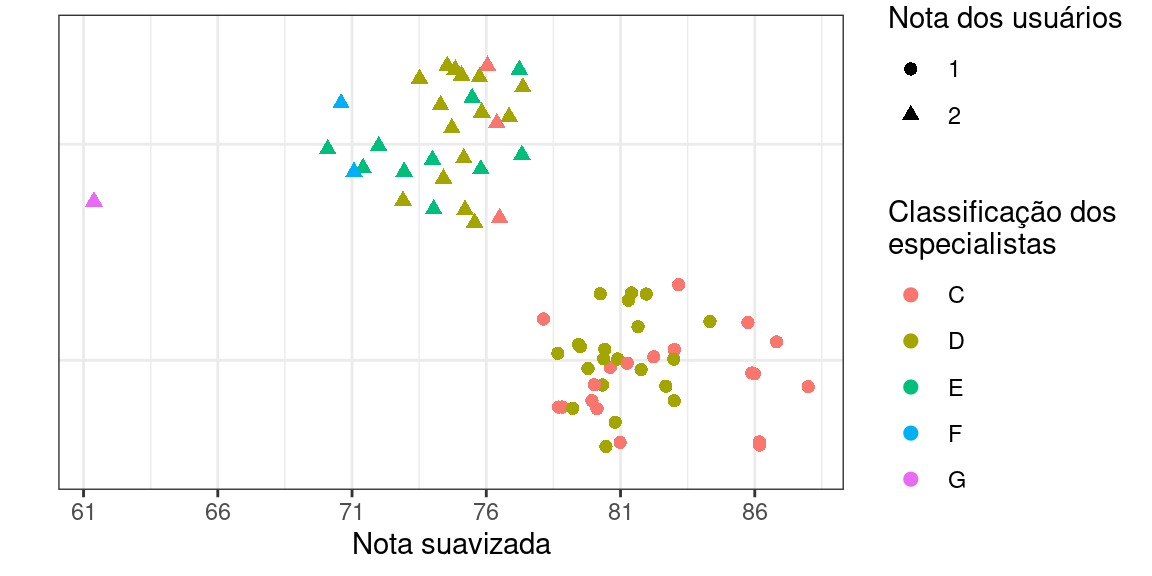 Nota dos usuários
1
2
Classificação dos
especialistas
C
D
E
F
G
61 66 71 76 81 86
Nota suavizada